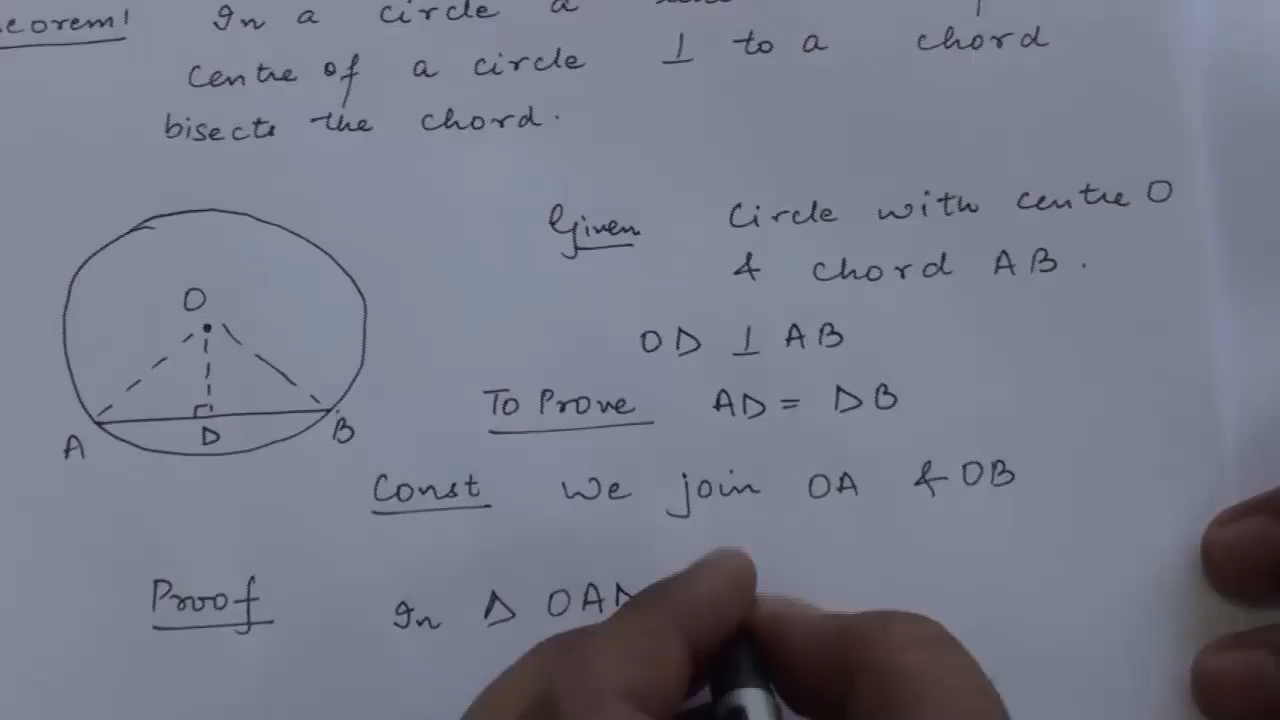 eorem! In a circle a
centre of a circle ⊥ to a chord
bisects the chord.
Given Circle with centre O
& chord AB.
OD ⊥ AB
To Prove AD = DB
Const We join OA & OB
Proof In Δ OAD
O
A
D
B